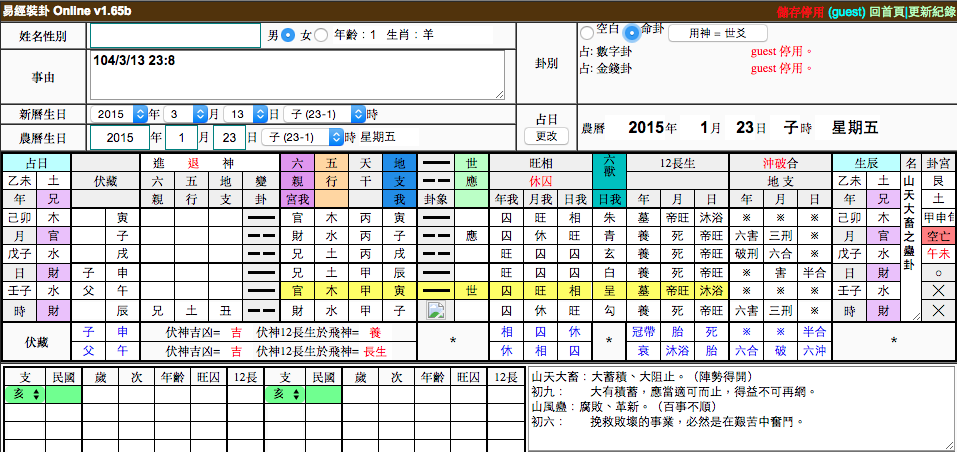 易經裝卦 Online v1.65b 儲存停用 (guest) 回首頁|更新紀錄
姓名性別 男 女 年齡：1 生肖：羊
卦別 空白 命卦 用神 = 世爻
占: 數字卦 guest 停用。
占: 金錢卦 guest 停用。
事由 104/3/13 23:8
新曆生日 2015 年 3 月 13 日 子 (23-1) 時
農曆生日 2015 年 1 月 23 日 子 (23-1) 時 星期五
占日 更改 農曆 2015年 1月 23日 子時 星期五
占日 進 退 神 六 五 天 地 世 旺相 六獸 12長生 沖破合 生辰 名 卦宮
乙未 土 伏藏 六 五 地 變 親 行 干 支 應 休囚 地 支 乙未 土 艮
年 兄 親 行 支 卦 宮我 我 卦象 年我 月我 日我 日我 年 月 日 年 月 日 年 兄 土
山天大畜之蠱卦
己卯 木 寅 官 木 丙 寅 囚 旺 相 朱 墓 帝旺 沐浴 ※ ※ ※ 己卯 木 甲申旬
月 官 子 財 水 丙 子 應 囚 休 旺 青 養 死 帝旺 六害 三刑 ※ 月 官 空亡
戊子 水 戌 兄 土 丙 戌 旺 囚 囚 玄 養 死 帝旺 破刑 六合 ※ 戊子 水 午未
日 財 子 申 兄 土 甲 辰 旺 囚 囚 白 養 死 帝旺 ※ 害 半合 日 財 ○
壬子 水 父 午 官 木 甲 寅 世 囚 旺 相 呈 墓 帝旺 沐浴 ※ ※ ※ 壬子 水 ╳
時 財 辰 兄 土 丑 財 水 甲 子 囚 休 旺 勾 養 死 帝旺 六害 三刑 ※ 時 財 ╳
伏藏 子 申 伏神吉凶= 吉 伏神12長生於飛神= 養 * 相 囚 休 * 冠帶 胎 死 ※ ※ 半合 *
父 午 伏神吉凶= 吉 伏神12長生於飛神= 長生 休 相 囚 衰 沐浴 胎 六合 破 六沖
支 民國 歲 次 年齡 旺囚 12長 支 民國 歲 次 年齡 旺囚 12長
亥 亥
山天大畜：大蓄積、大阻止。（陣勢得開）
初九： 大有積蓄，應當適可而止，得益不可再網。
山風蠱：腐敗、革新。（百事不順）
初六： 挽救敗壞的事業，必然是在艱苦中奮鬥。